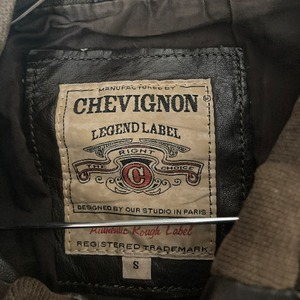 MANUFACTURED BY
CHEVIGNON ®
LEGEND LABEL
RIGHT
THE CHOICE
C
DESIGNED BY OUR STUDIO IN PARIS
Authentic Rough Label
REGISTERED TRADEMARK
S